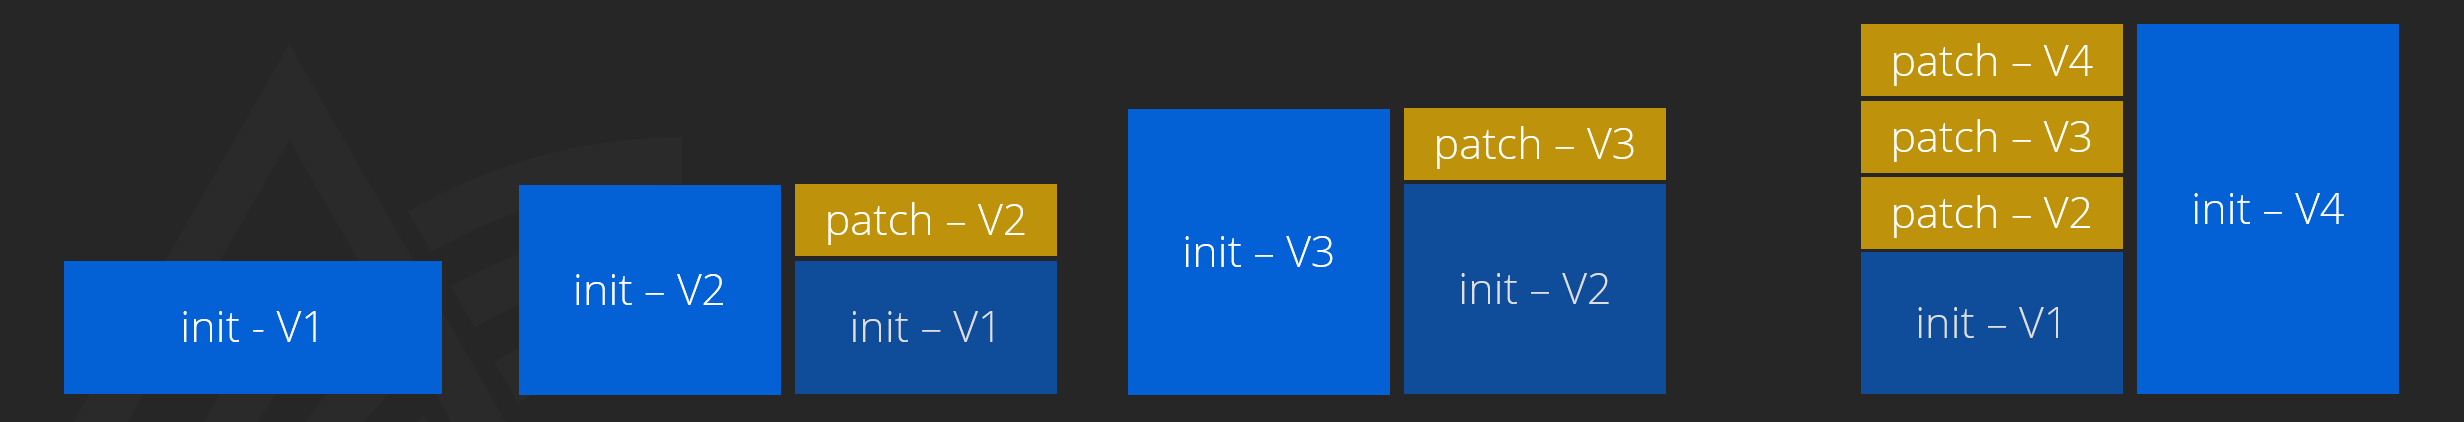 init - V1
init – V2
patch – V2
init – V1
init – V3
patch – V3
init – V2
patch – V4
patch – V3
patch – V2
init – V1
init – V4